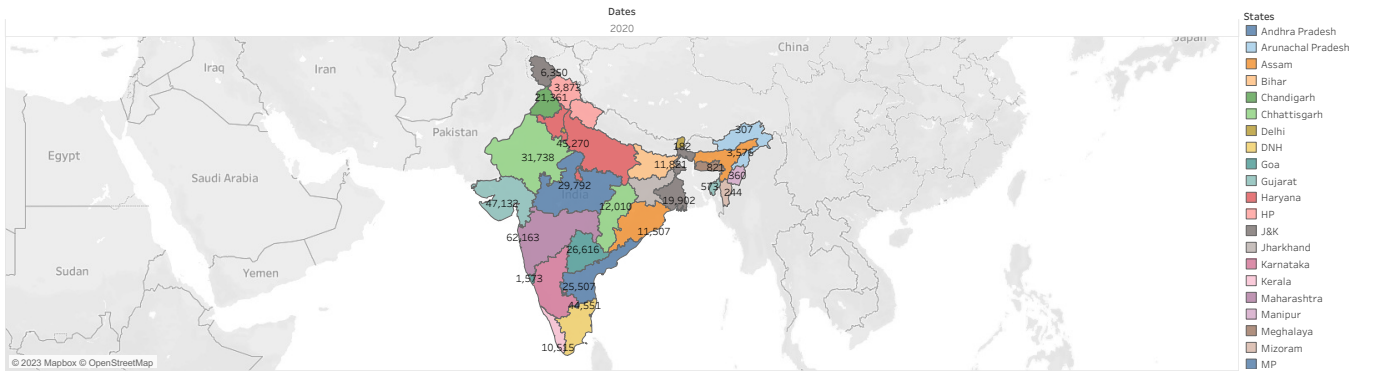 Dates
2020
China
Japan
Iraq
Iran
6,350
3,873
21,361
Pakistan
307
Egypt
182
3,576
45,270
31,738
11,881
821
360
Saudi Arabia
29,792
573
244
India
47,132
12,010
19,902
62,163
11,507
26,616
Sudan
Yemen
1,573
25,507
44,551
10,515
© 2023 Mapbox © OpenStreetMap
States
Andhra Pradesh
Arunachal Pradesh
Assam
Bihar
Chandigarh
Chhattisgarh
Delhi
DNH
Goa
Gujarat
Haryana
HP
J&K
Jharkhand
Karnataka
Kerala
Maharashtra
Manipur
Meghalaya
Mizoram
MP